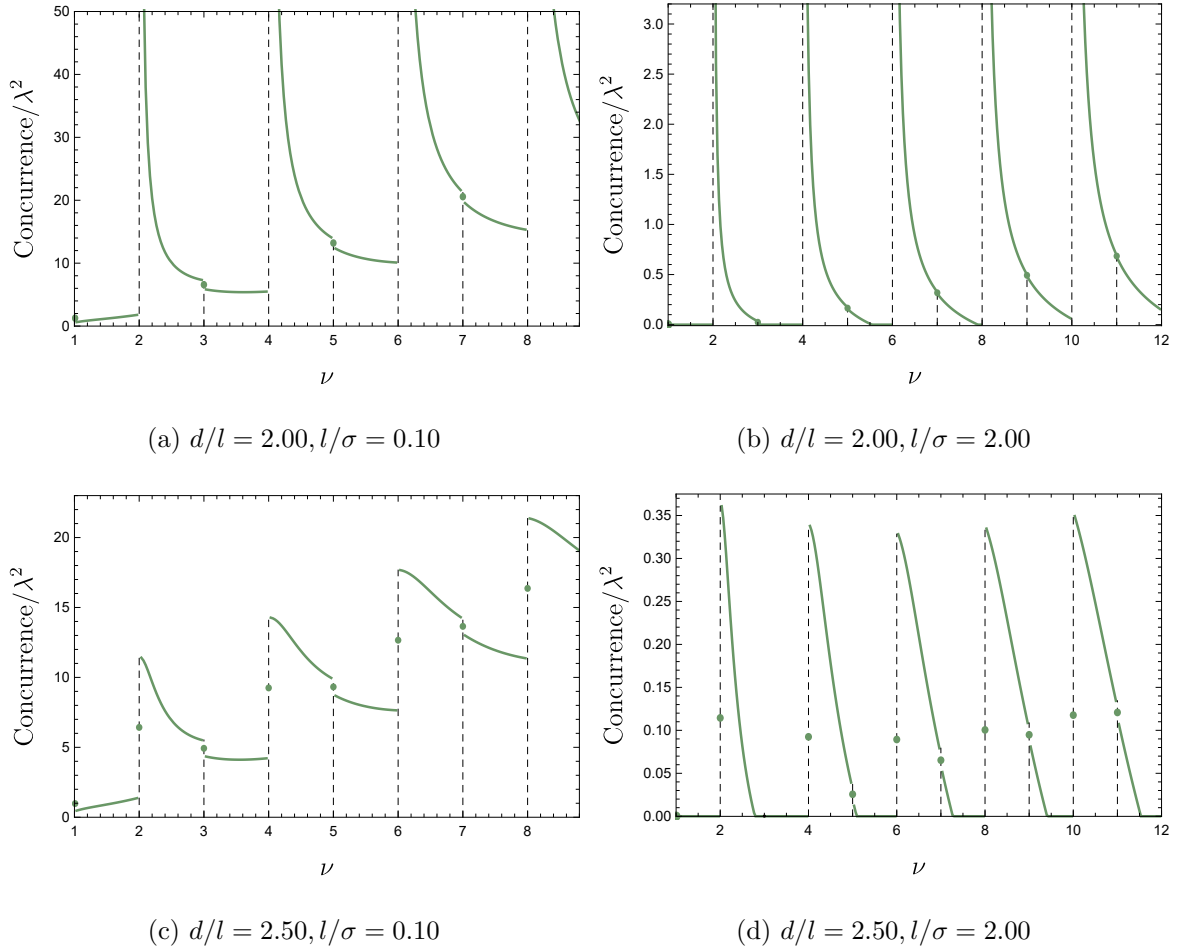 Concurrence/λ²
50
40
30
20
10
0
1 2 3 4 5 6 7 8
ν
(a) d/l = 2.00, l/σ = 0.10
Concurrence/λ²
3.0
2.5
2.0
1.5
1.0
0.5
0.0
2 4 6 8 10 12
ν
(b) d/l = 2.00, l/σ = 2.00
Concurrence/λ²
20
15
10
5
0
1 2 3 4 5 6 7 8
ν
(c) d/l = 2.50, l/σ = 0.10
Concurrence/λ²
0.35
0.30
0.25
0.20
0.15
0.10
0.05
0.00
2 4 6 8 10 12
ν
(d) d/l = 2.50, l/σ = 2.00